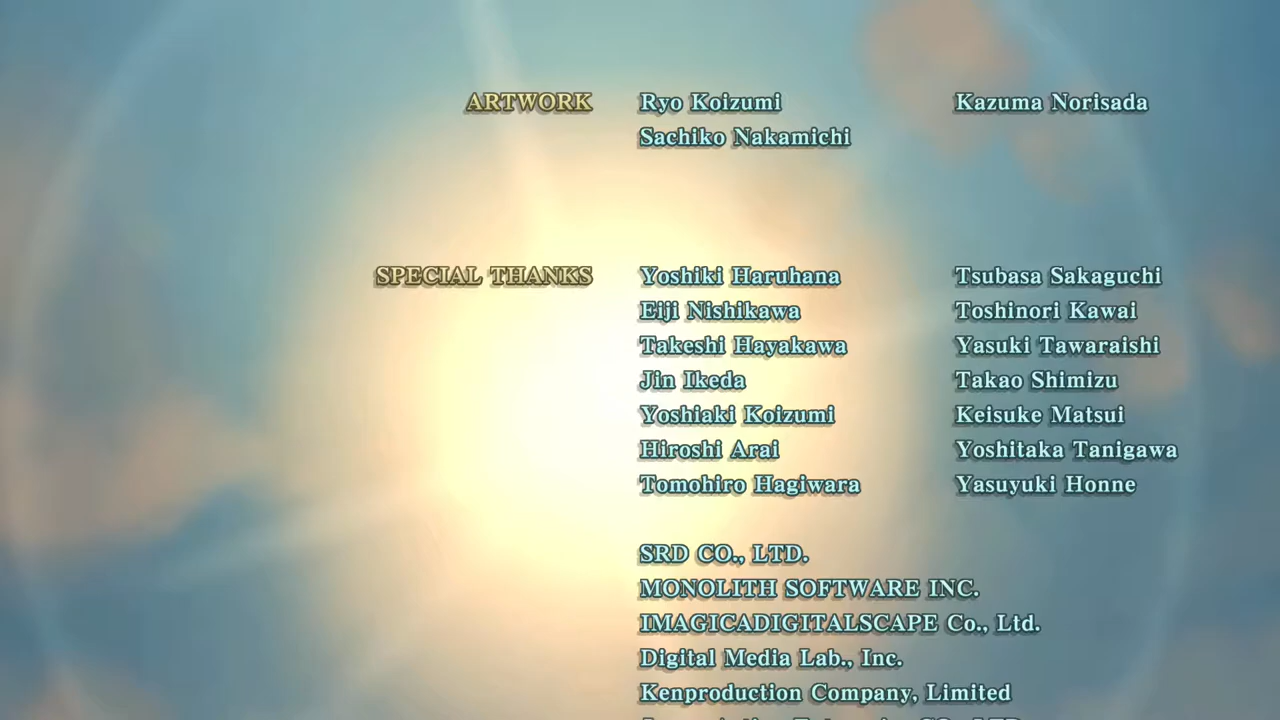 ARTWORK Ryo Koizumi Kazuma Norisada
Sachiko Nakamichi
SPECIAL THANKS Yoshiki Haruhana Tsubasa Sakaguchi
Eiji Nishikawa Toshinori Kawai
Takeshi Hayakawa Yasuki Tawaraishi
Jin Ikeda Takao Shimizu
Yoshiaki Koizumi Keisuke Matsui
Hiroshi Arai Yoshitaka Tanigawa
Tomohiro Hagiwara Yasuyuki Honne
SRD CO., LTD.
MONOLITH SOFTWARE INC.
IMAGICADIGITALSCAPE Co., Ltd.
Digital Media Lab., Inc.
Kenproduction Company, Limited